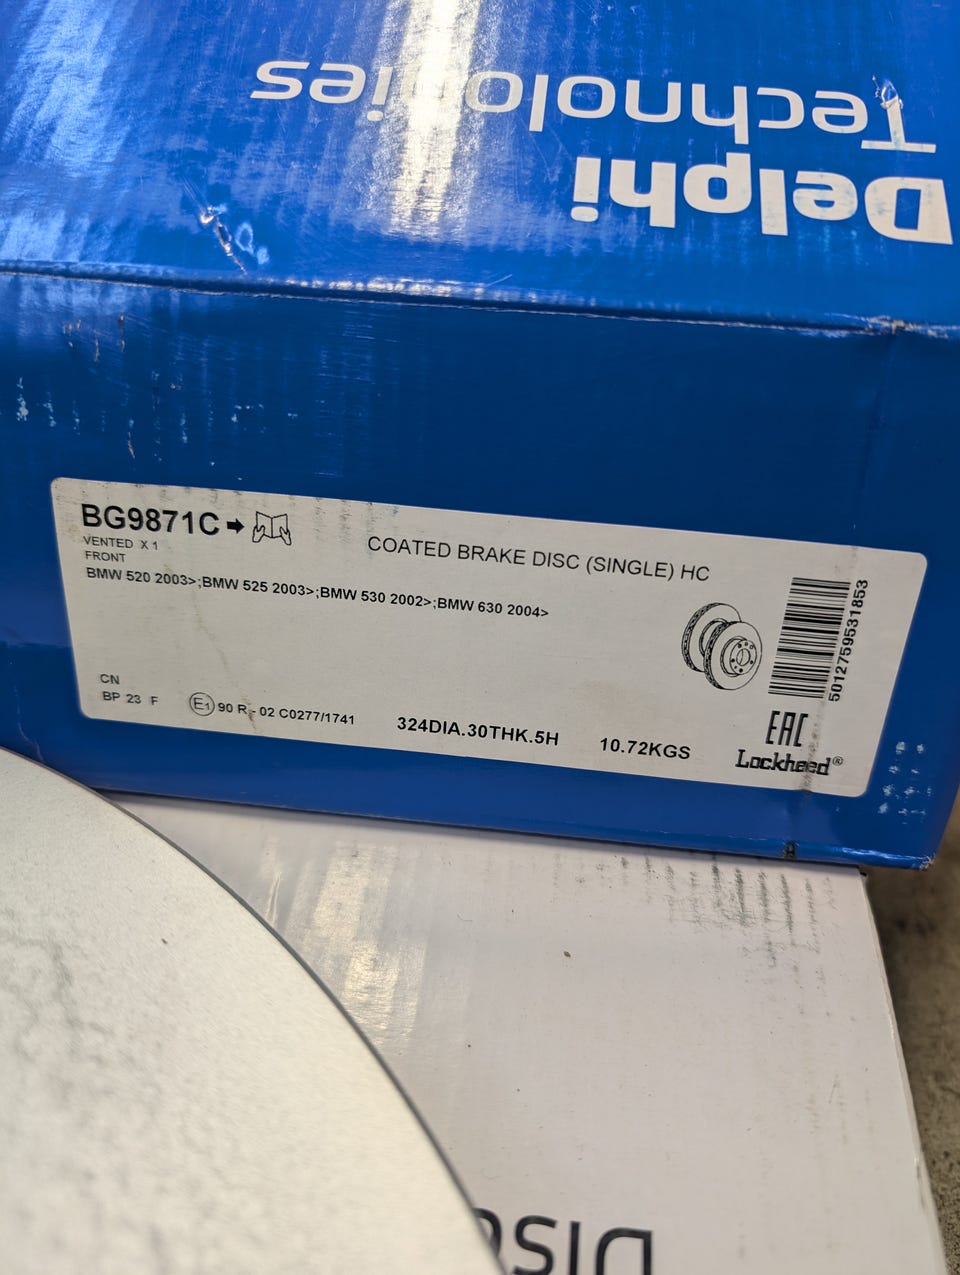 Delphi
Technologies
BG9871C
COATED BRAKE DISC (SINGLE) HC
VENTED X 1
FRONT
BMW 520 2003>;BMW 525 2003>;BMW 530 2002>;BMW 630 2004>
5012759531853
CN
BP 23 F
E1 90 R - 02 C0277/1741
324DIA.30THK.5H
10.72KGS
EAC
Lockheed®
Disc